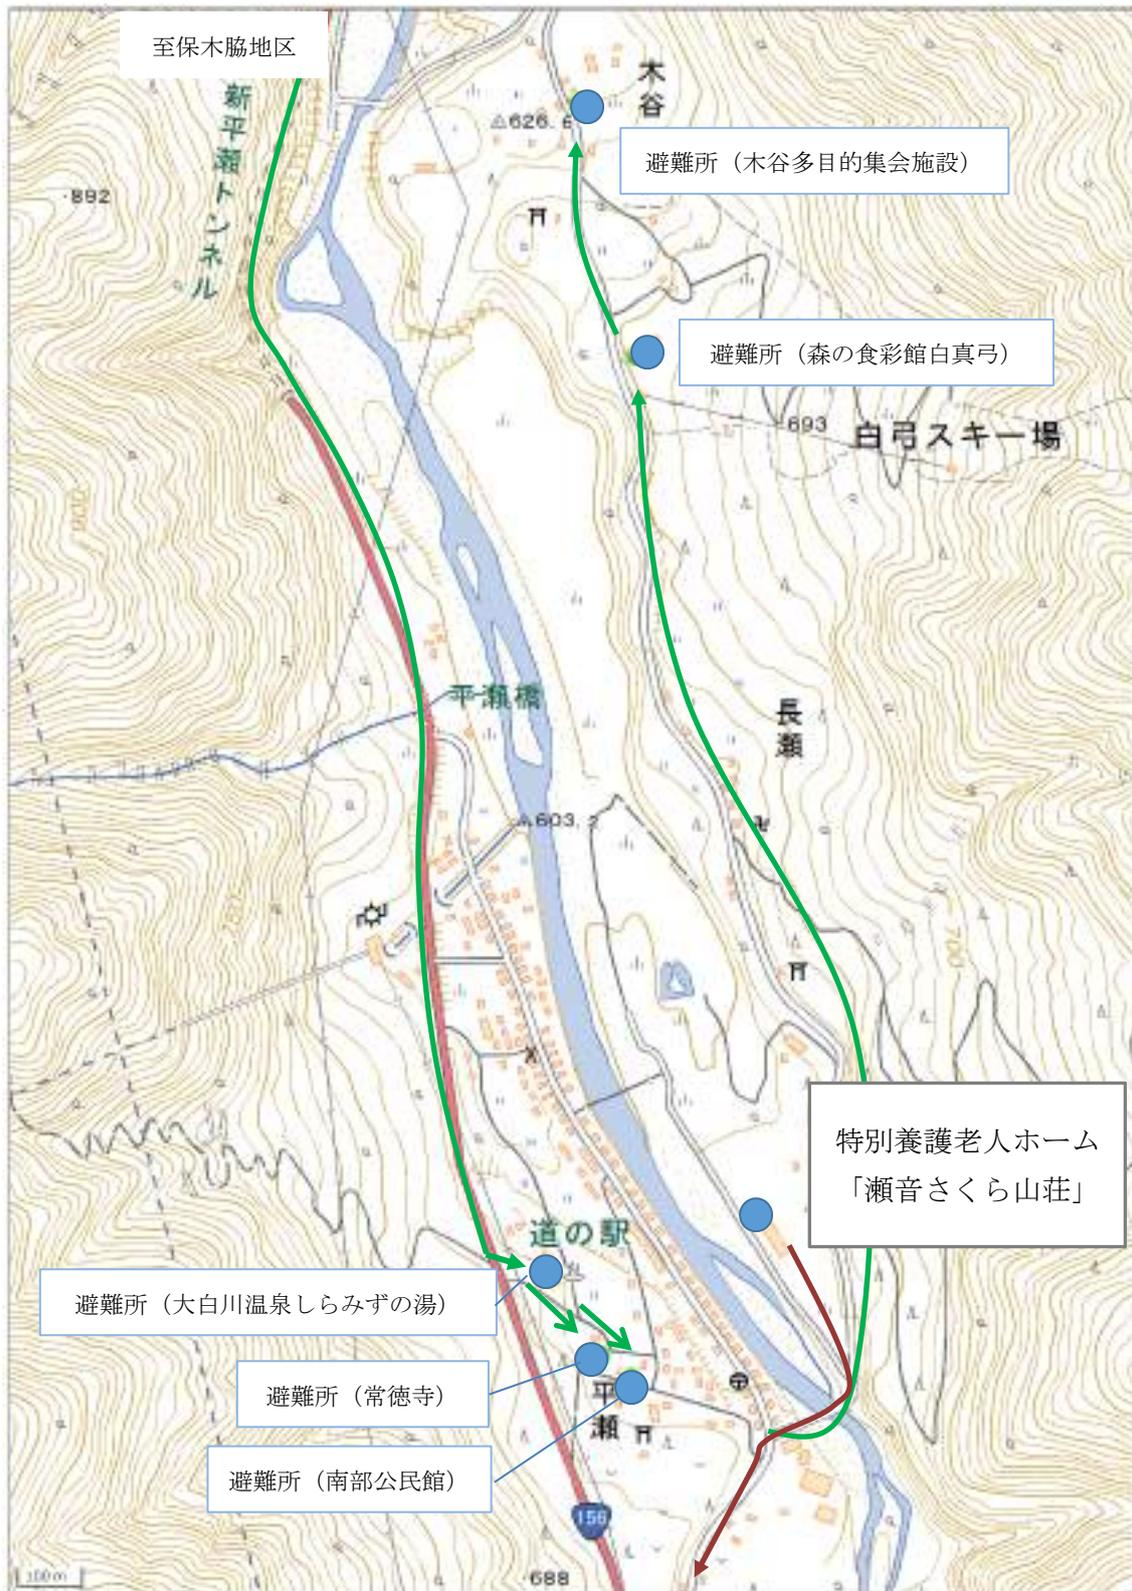 至保木脇地区
新平瀬トンネル
木谷
△626.6
避難所（木谷多目的集会施設）
・892
避難所（森の食彩館白真弓）
・693
白弓スキー場
平瀬橋
長瀬
△603.2
700
特別養護老人ホーム
「瀬音さくら山荘」
道の駅
避難所（大白川温泉しらみずの湯）
避難所（常徳寺）
平瀬
避難所（南部公民館）
156
100m
・688